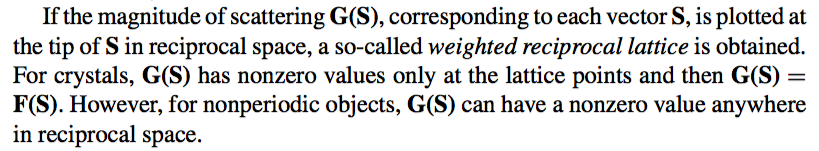 If the magnitude of scattering G(S), corresponding to each vector S, is plotted at
the tip of S in reciprocal space, a so-called weighted reciprocal lattice is obtained.
For crystals, G(S) has nonzero values only at the lattice points and then G(S) =
F(S). However, for nonperiodic objects, G(S) can have a nonzero value anywhere
in reciprocal space.